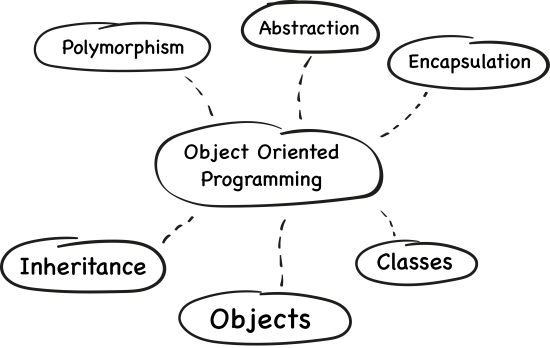 Abstraction
Polymorphism
Encapsulation
Object Oriented
Programming
Inheritance
Classes
Objects